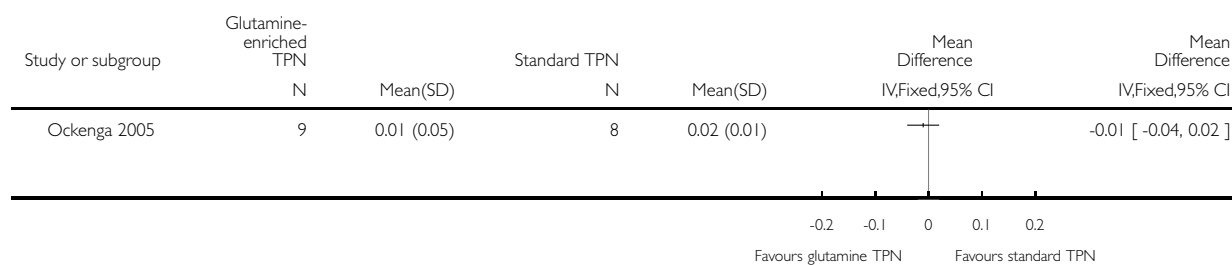 Glutamine-
enriched
Study or subgroup TPN Standard TPN Mean Difference Mean Difference
N Mean(SD) N Mean(SD) IV,Fixed,95% CI IV,Fixed,95% CI
Ockenga 2005 9 0.01 (0.05) 8 0.02 (0.01) -0.01 [ -0.04, 0.02 ]
-0.2 -0.1 0 0.1 0.2
Favours glutamine TPN Favours standard TPN